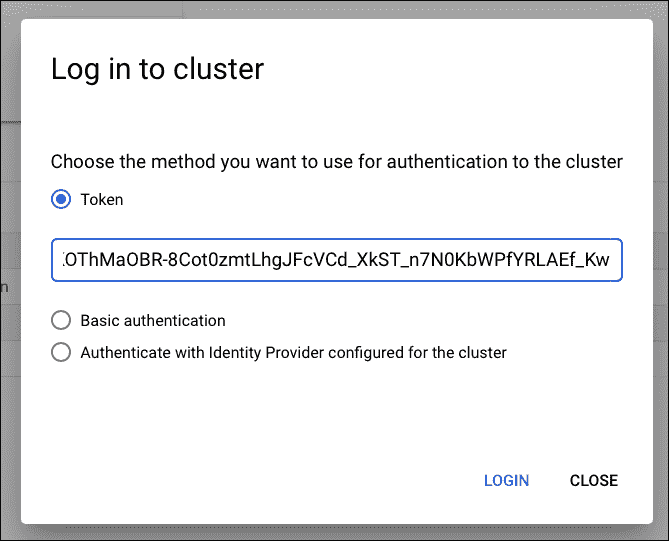 Log in to cluster
Choose the method you want to use for authentication to the cluster
Token
OThMaOBR-8Cot0zmtLhgJFcVCd_XkST_n7N0KbWPfYRLAEf_Kw
n
Basic authentication
Authenticate with Identity Provider configured for the cluster
LOGIN CLOSE